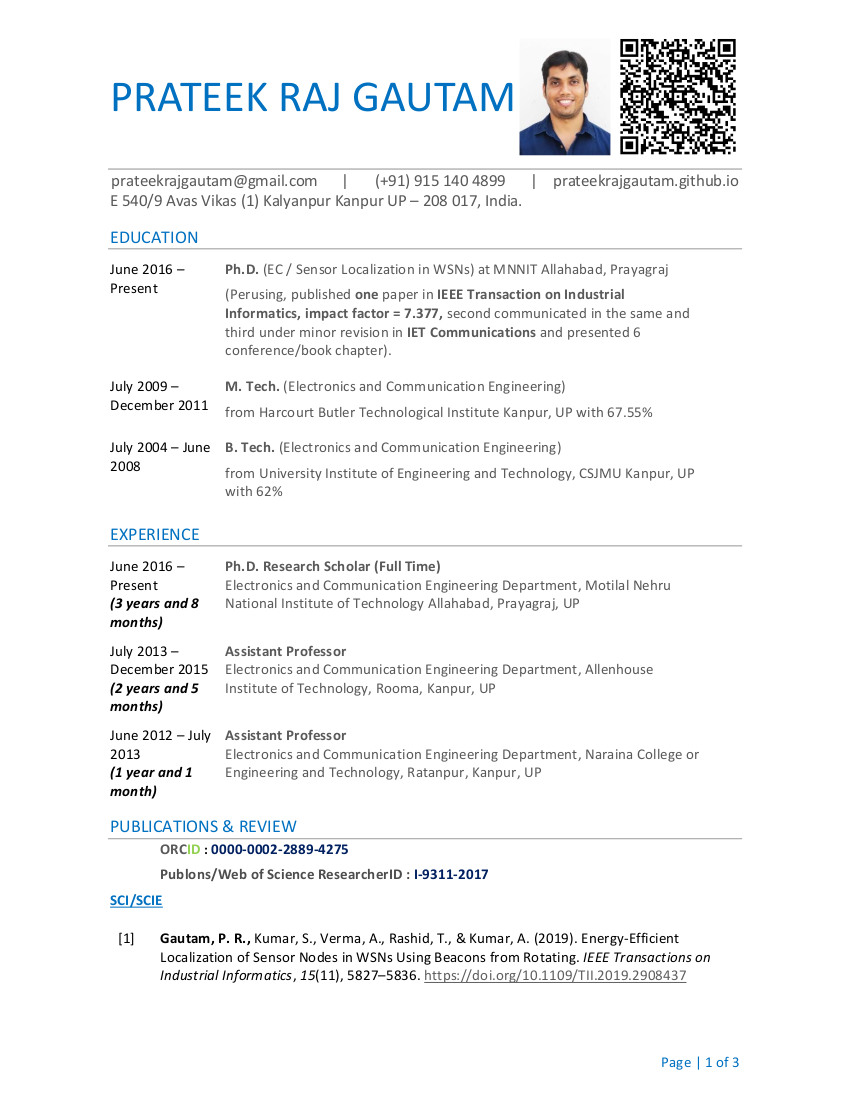 PRATEEK RAJ GAUTAM
prateekrajgautam@gmail.com | (+91) 915 140 4899 | prateekrajgautam.github.io
E 540/9 Avas Vikas (1) Kalyanpur Kanpur UP – 208 017, India.
EDUCATION
June 2016 – Ph.D. (EC / Sensor Localization in WSNs) at MNNIT Allahabad, Prayagraj
Present
(Perusing, published one paper in IEEE Transaction on Industrial
Informatics, impact factor = 7.377, second communicated in the same and
third under minor revision in IET Communications and presented 6
conference/book chapter).
July 2009 – M. Tech. (Electronics and Communication Engineering)
December 2011
from Harcourt Butler Technological Institute Kanpur, UP with 67.55%
July 2004 – June B. Tech. (Electronics and Communication Engineering)
2008
from University Institute of Engineering and Technology, CSJMU Kanpur, UP
with 62%
EXPERIENCE
June 2016 – Ph.D. Research Scholar (Full Time)
Present Electronics and Communication Engineering Department, Motilal Nehru
(3 years and 8 National Institute of Technology Allahabad, Prayagraj, UP
months)
July 2013 – Assistant Professor
December 2015 Electronics and Communication Engineering Department, Allenhouse
(2 years and 5 Institute of Technology, Rooma, Kanpur, UP
months)
June 2012 – July Assistant Professor
2013 Electronics and Communication Engineering Department, Naraina College or
(1 year and 1 Engineering and Technology, Ratanpur, Kanpur, UP
month)
PUBLICATIONS & REVIEW
ORCID : 0000-0002-2889-4275
Publons/Web of Science ResearcherID : I-9311-2017
SCI/SCIE
[1] Gautam, P. R., Kumar, S., Verma, A., Rashid, T., & Kumar, A. (2019). Energy-Efficient
Localization of Sensor Nodes in WSNs Using Beacons from Rotating. IEEE Transactions on
Industrial Informatics, 15(11), 5827–5836. https://doi.org/10.1109/TII.2019.2908437
Page | 1 of 3